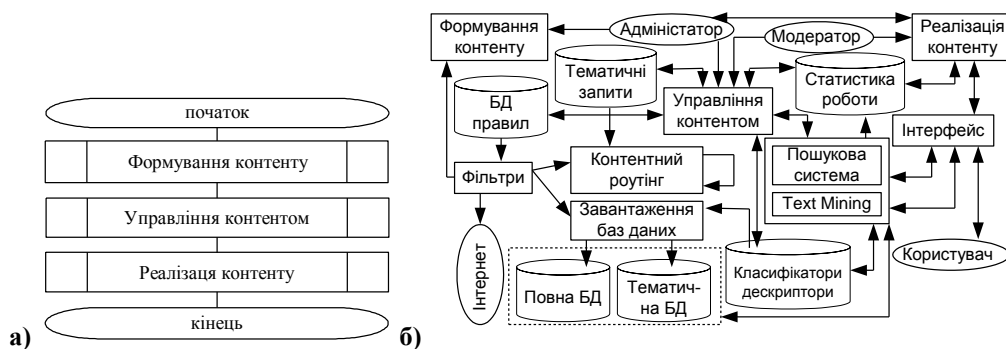 початок
Формування контенту
Управління контентом
Реалізаця контенту
кінець
а)
Формування
контенту
Адміністатор
Модератор
Реалізація
контенту
Тематичні
запити
Статистика
роботи
БД
правил
Управління
контентом
Інтерфейс
Фільтри
Контентний
роутінг
Пошукова
система
Text Mining
Завантаження
баз даних
Інтернет
Повна БД
Тематич-
на БД
Класифікатори
дескриптори
Користувач
б)